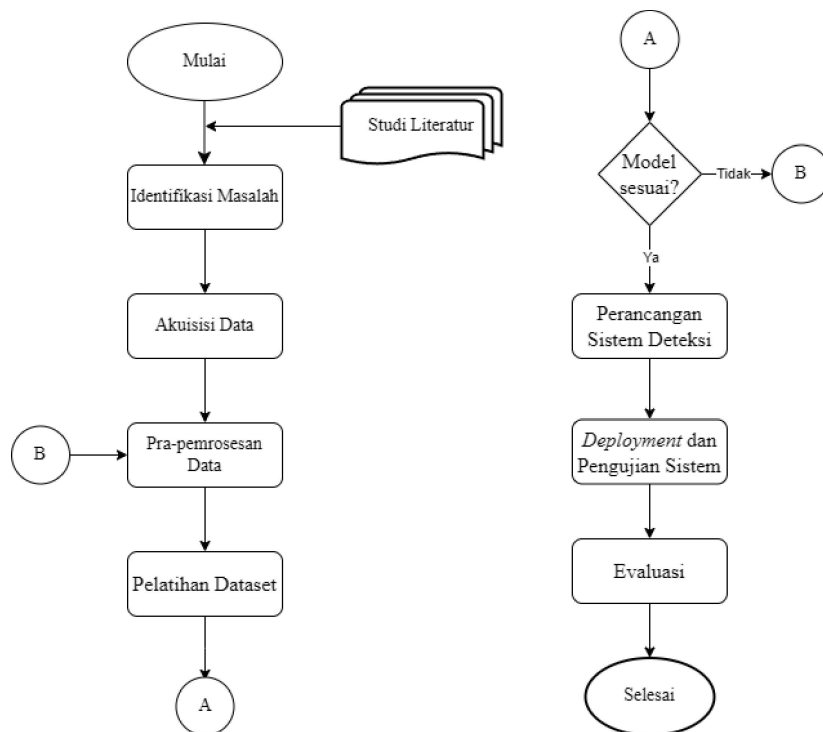 Mulai
Studi Literatur
Identifikasi Masalah
Akuisisi Data
B
Pra-pemrosesan
Data
Pelatihan Dataset
A
A
Model
sesuai?
Tidak
B
Ya
Perancangan
Sistem Deteksi
Deployment dan
Pengujian Sistem
Evaluasi
Selesai